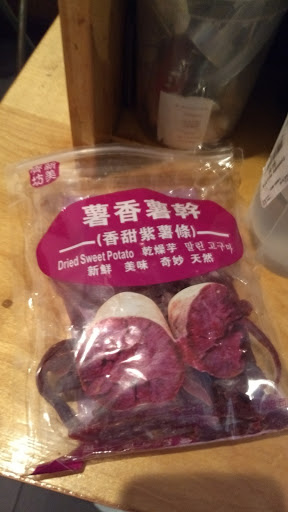 薯香薯幹
(香甜紫薯條)
Dried Sweet Potato 乾燥芋 말린 고구마
新鮮 美味 奇妙 天然